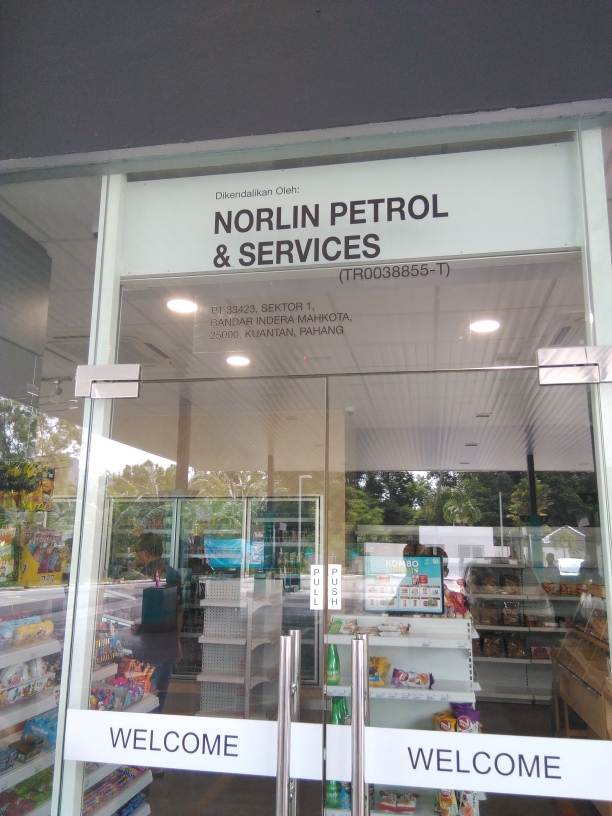 Dikendalikan Oleh:
NORLIN PETROL
& SERVICES
(TR0038855-T)
PT 33423, SEKTOR 1,
BANDAR INDERA MAHKOTA,
25000, KUANTAN, PAHANG
PULL
PUSH
KOMBO
WELCOME
WELCOME